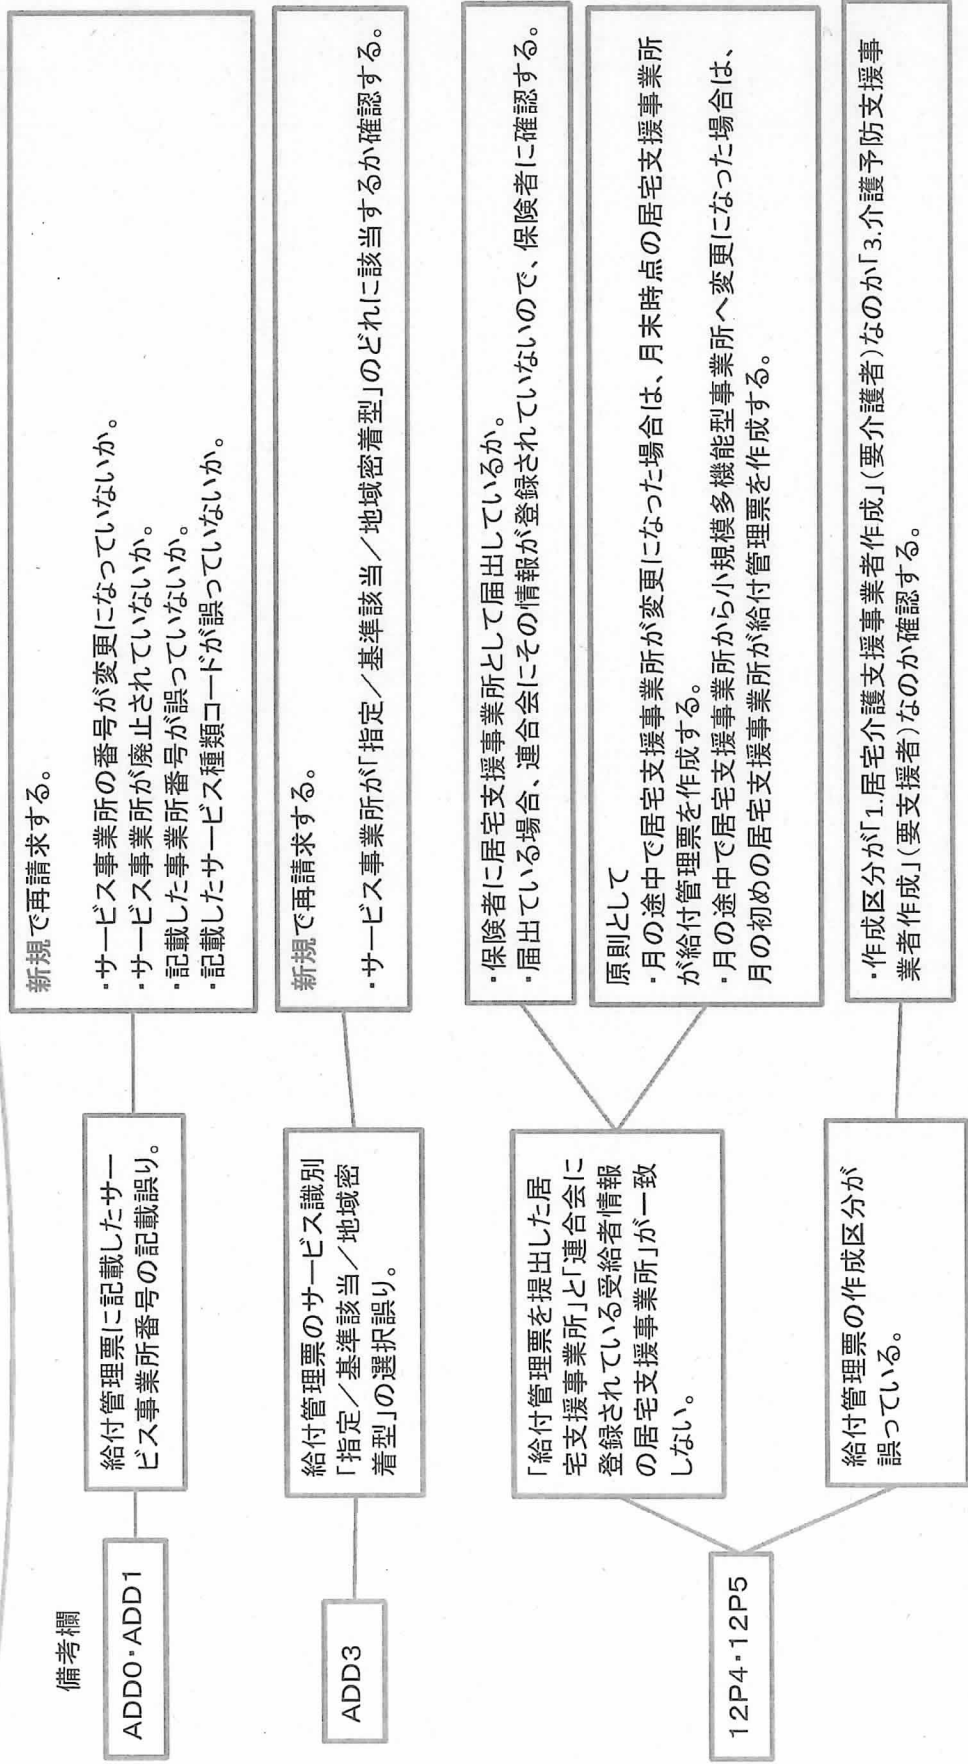 備考欄
ADD0・ADD1
給付管理票に記載したサー
ビス事業所番号の記載誤り。
新規で再請求する。
・サービス事業所の番号が変更になっていないか。
・サービス事業所が廃止されていないか。
・記載した事業所番号が誤っていないか。
・記載したサービス種類コードが誤っていないか。
ADD3
給付管理票のサービス識別
「指定／基準該当／地域密
着型」の選択誤り。
新規で再請求する。
・サービス事業所が「指定／基準該当／地域密着型」のどれに該当するか確認する。
12P4・12P5
「給付管理票を提出した居
宅支援事業所」と「連合会に
登録されている受給者情報
の居宅支援事業所」が一致
しない。
・保険者に居宅支援事業所として届出しているか。
・届出ている場合、連合会にその情報が登録されていないので、保険者に確認する。
原則として
・月の途中で居宅支援事業所が変更になった場合は、月末時点の居宅支援事業所
が給付管理票を作成する。
・月の途中で居宅支援事業所から小規模多機能型事業所へ変更になった場合は、
月の初めの居宅支援事業所が給付管理票を作成する。
給付管理票の作成区分が
誤っている。
・作成区分が「1.居宅介護支援事業者作成」(要介護者)なのか「3.介護予防支援事
業者作成」(要支援者)なのか確認する。